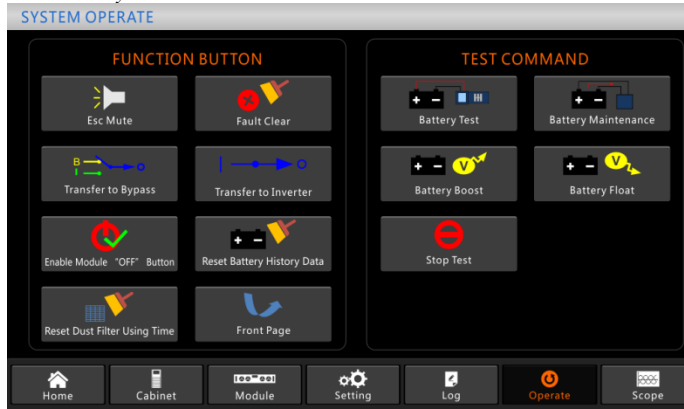 SYSTEM OPERATE
FUNCTION BUTTON
Esc Mute
Fault Clear
B
I
Transfer to Bypass
Transfer to Inverter
Enable Module "OFF" Button
Reset Battery History Data
Reset Dust Filter Using Time
Front Page
TEST COMMAND
Battery Test
Battery Maintenance
V
Battery Boost
V
Battery Float
Stop Test
Home
Cabinet
Module
Setting
Log
Operate
Scope